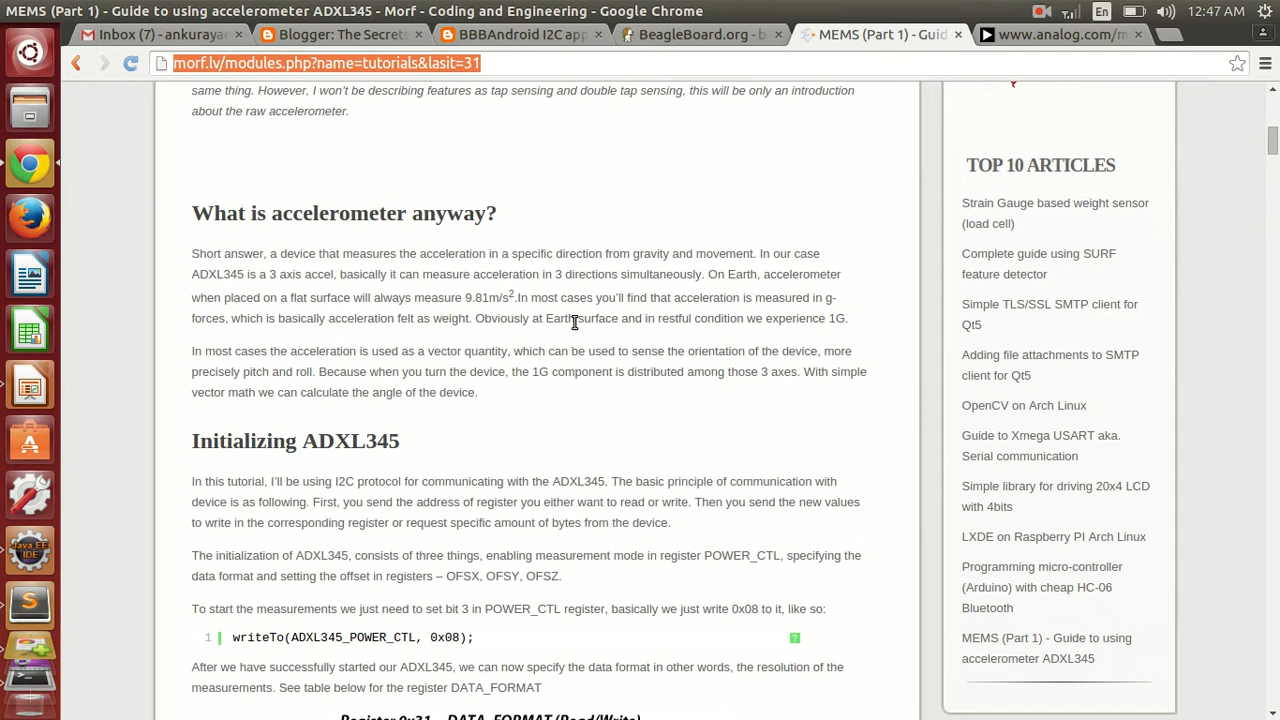 MEMS (Part 1) - Guide to using accelerometer ADXL345 - Morf - Coding and Engineering - Google Chrome
En
12:47 AM
Inbox (7) - ankuraya
Blogger: The Secrets
BBBAndroid I2C app
BeagleBoard.org - b
MEMS (Part 1) - Guid
www.analog.com/m
morf.lv/modules.php?name=tutorials&lasit=31
same thing. However, I won't be describing features as tap sensing and double tap sensing, this will be only an introduction
about the raw accelerometer.
What is accelerometer anyway?
Short answer, a device that measures the acceleration in a specific direction from gravity and movement. In our case
ADXL345 is a 3 axis accel, basically it can measure acceleration in 3 directions simultaneously. On Earth, accelerometer
when placed on a flat surface will always measure 9.81m/s².In most cases you'll find that acceleration is measured in g-
forces, which is basically acceleration felt as weight. Obviously at Earth surface and in restful condition we experience 1G.
In most cases the acceleration is used as a vector quantity, which can be used to sense the orientation of the device, more
precisely pitch and roll. Because when you turn the device, the 1G component is distributed among those 3 axes. With simple
vector math we can calculate the angle of the device.
Initializing ADXL345
In this tutorial, I'll be using I2C protocol for communicating with the ADXL345. The basic principle of communication with
device is as following. First, you send the address of register you either want to read or write. Then you send the new values
to write in the corresponding register or request specific amount of bytes from the device.
The initialization of ADXL345, consists of three things, enabling measurement mode in register POWER_CTL, specifying the
data format and setting the offset in registers – OFSX, OFSY, OFSZ.
To start the measurements we just need to set bit 3 in POWER_CTL register, basically we just write 0x08 to it, like so:
1 writeTo(ADXL345_POWER_CTL, 0x08);
?
After we have successfully started our ADXL345, we can now specify the data format in other words, the resolution of the
measurements. See table below for the register DATA_FORMAT
Register 0x31 – DATA_FORMAT (Read/Write)
TOP 10 ARTICLES
Strain Gauge based weight sensor
(load cell)
Complete guide using SURF
feature detector
Simple TLS/SSL SMTP client for
Qt5
Adding file attachments to SMTP
client for Qt5
OpenCV on Arch Linux
Guide to Xmega USART aka.
Serial communication
Simple library for driving 20x4 LCD
with 4bits
LXDE on Raspberry PI Arch Linux
Programming micro-controller
(Arduino) with cheap HC-06
Bluetooth
MEMS (Part 1) - Guide to using
accelerometer ADXL345
Java EE
IDE